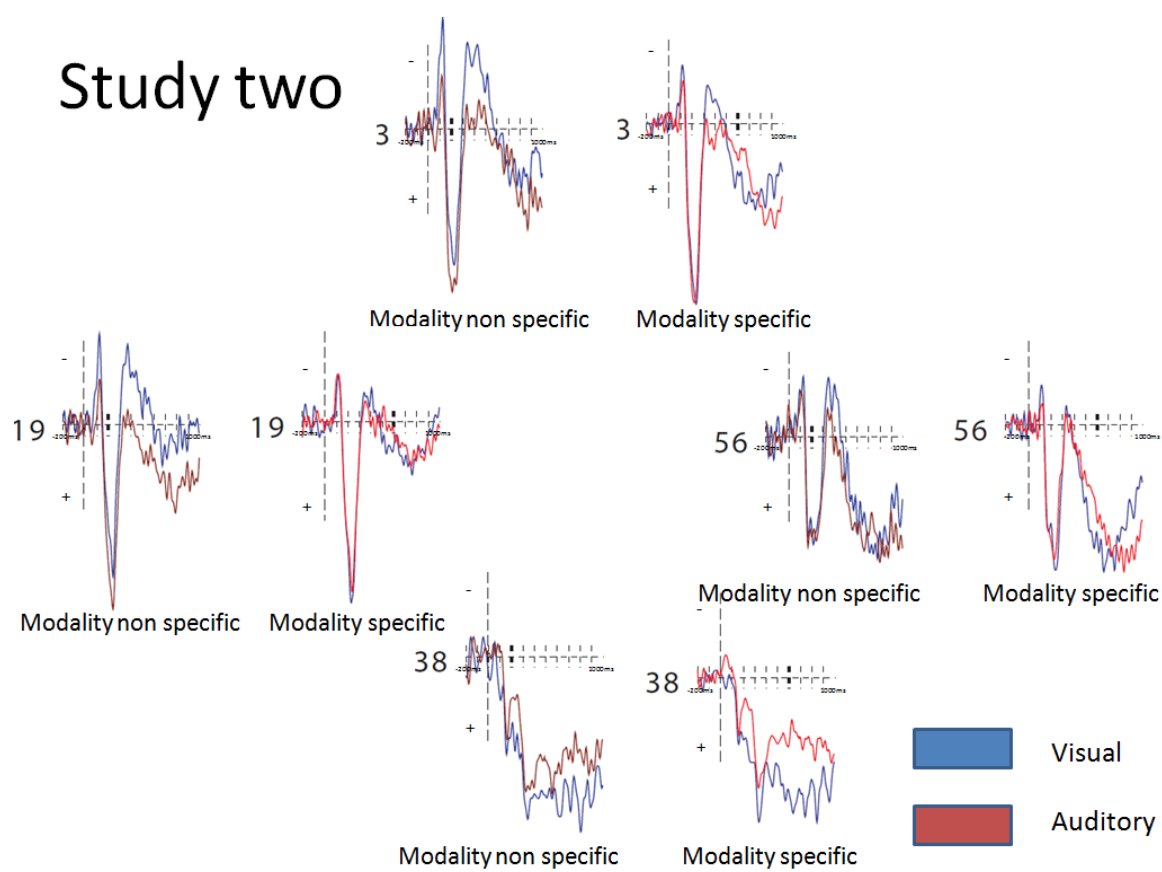 Study two
-
3
-200ms
1000ms
+
Modality non specific
-
3
-200ms
1000ms
+
Modality specific
-
19
-200ms
1000ms
+
Modality non specific
-
19
-200ms
1000ms
+
Modality specific
-
56
-200ms
1000ms
+
Modality non specific
-
56
-200ms
1000ms
+
Modality specific
-
38
-200ms
1000ms
+
Modality non specific
-
38
-200ms
1000ms
+
Modality specific
Visual
Auditory